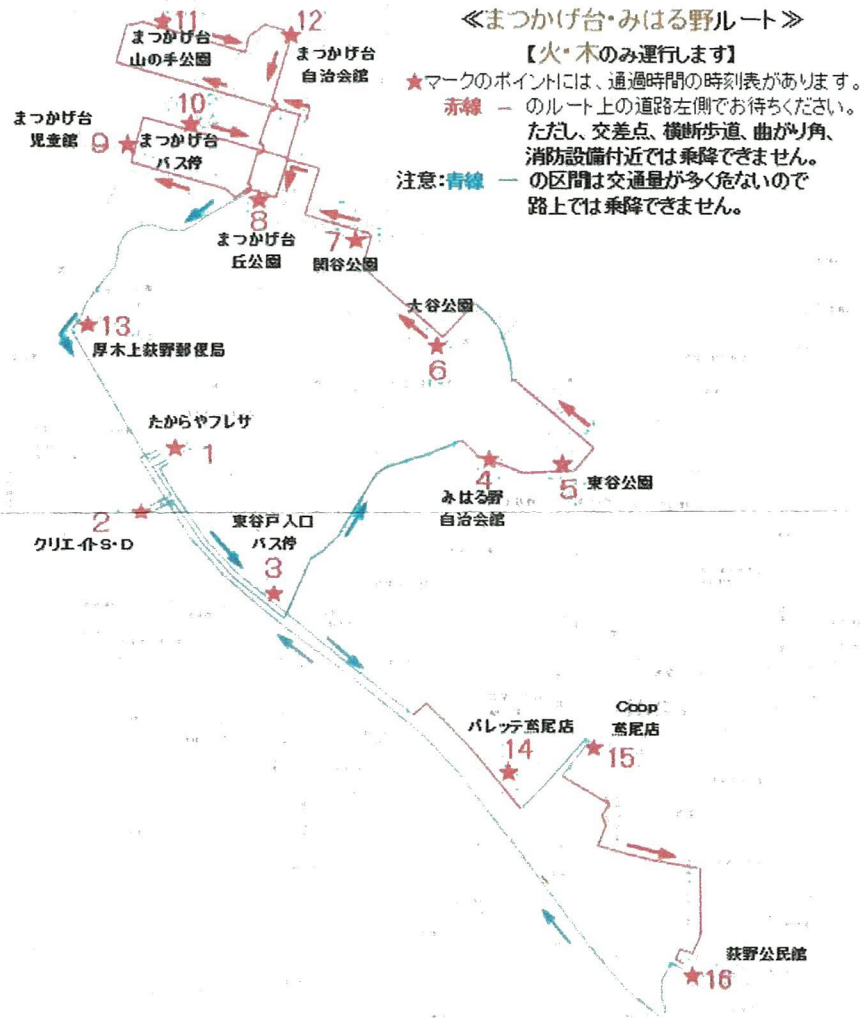 ≪まつかげ台・みはる野ルート≫
【火・木のみ運行します】
★マークのポイントには、通過時間の時刻表があります。
赤線 － のルート上の道路左側でお待ちください。
ただし、交差点、横断歩道、曲がり角、
消防設備付近では乗降できません。
注意:青線 － の区間は交通量が多く危ないので
路上では乗降できません。
11
まつかげ台
山の手公園
12
まつかげ台
自治会館
10
まつかげ台
バス停
まつかげ台
児童館
9
8
まつかげ台
丘公園
7
関谷公園
大谷公園
6
13
厚木上荻野郵便局
たからやフレサ
1
2
クリエイトS・D
東谷戸入口
バス停
3
4
みはる野
自治会館
5
東谷公園
パレッテ鳶尾店
14
Coop
鳶尾店
15
荻野公民館
16